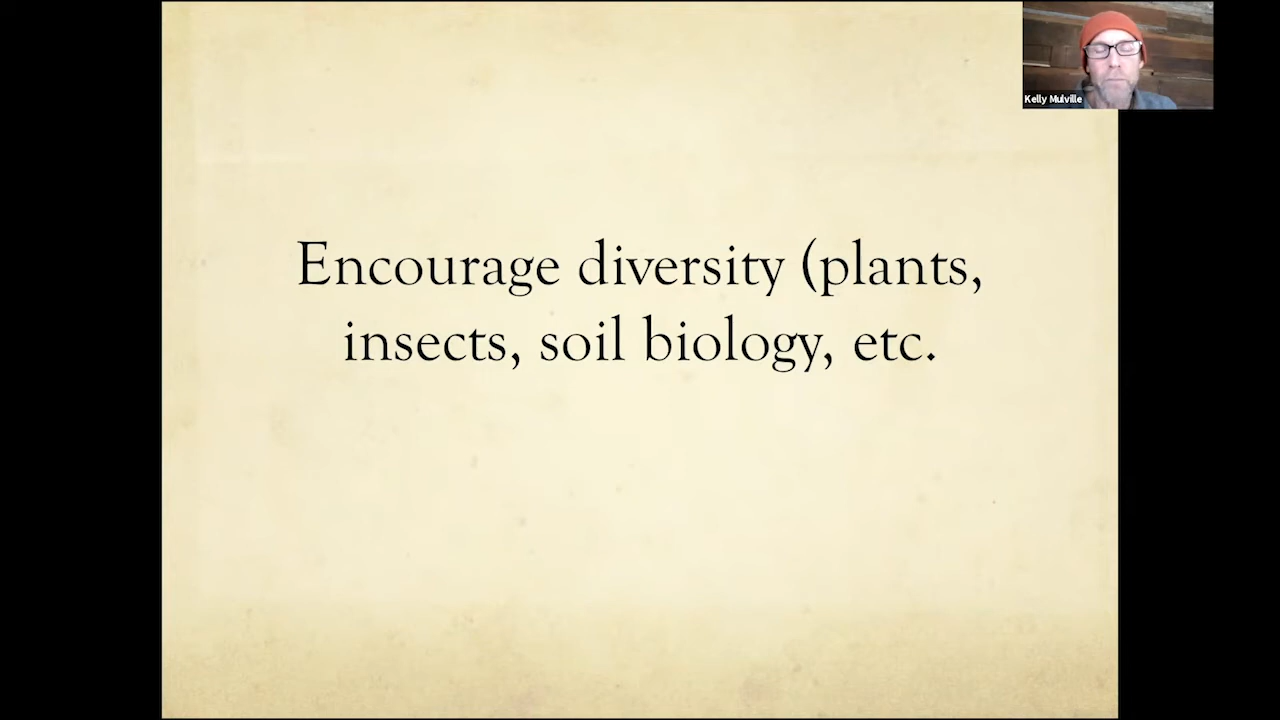 Kelly Mulville
Encourage diversity (plants,
insects, soil biology, etc.